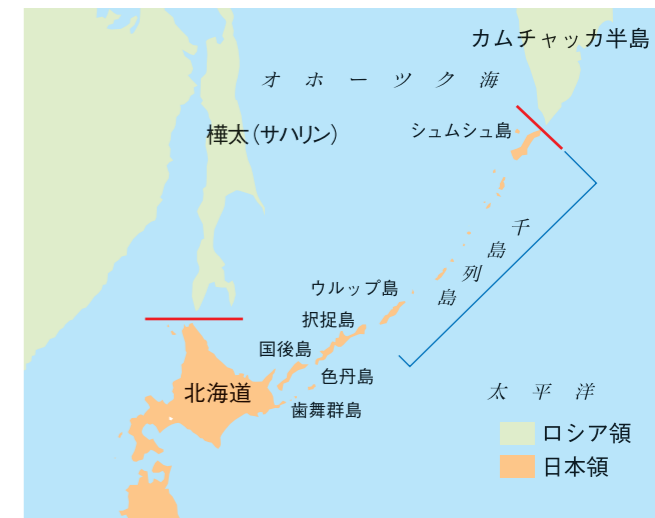 カムチャッカ半島
オホーツク海
シュムシュ島
樺太(サハリン)
千島列島
ウルップ島
択捉島
国後島
色丹島
北海道
歯舞群島
太平洋
ロシア領
日本領